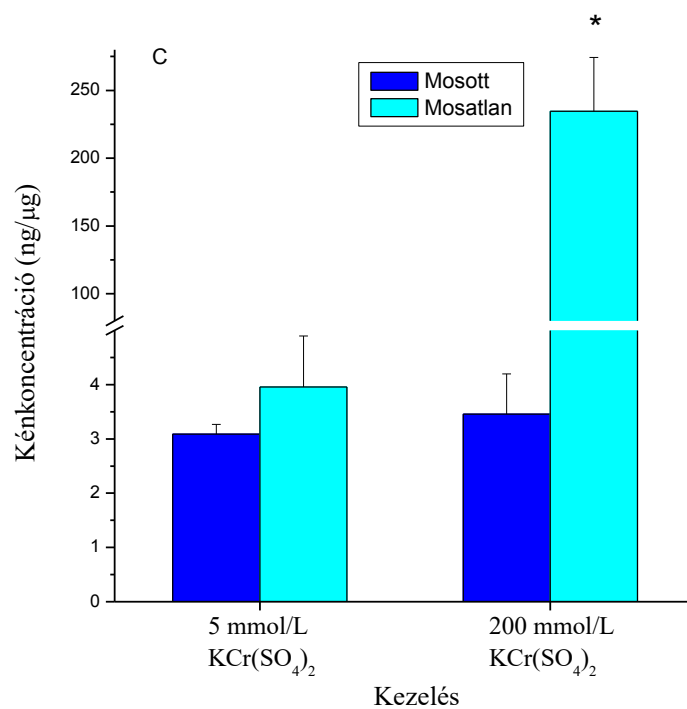 *
C
Mosott
Mosatlan
Kénkoncentráció (ng/µg)
250
200
150
100
4
3
2
1
0
5 mmol/L
KCr(SO₄)₂
200 mmol/L
KCr(SO₄)₂
Kezelés